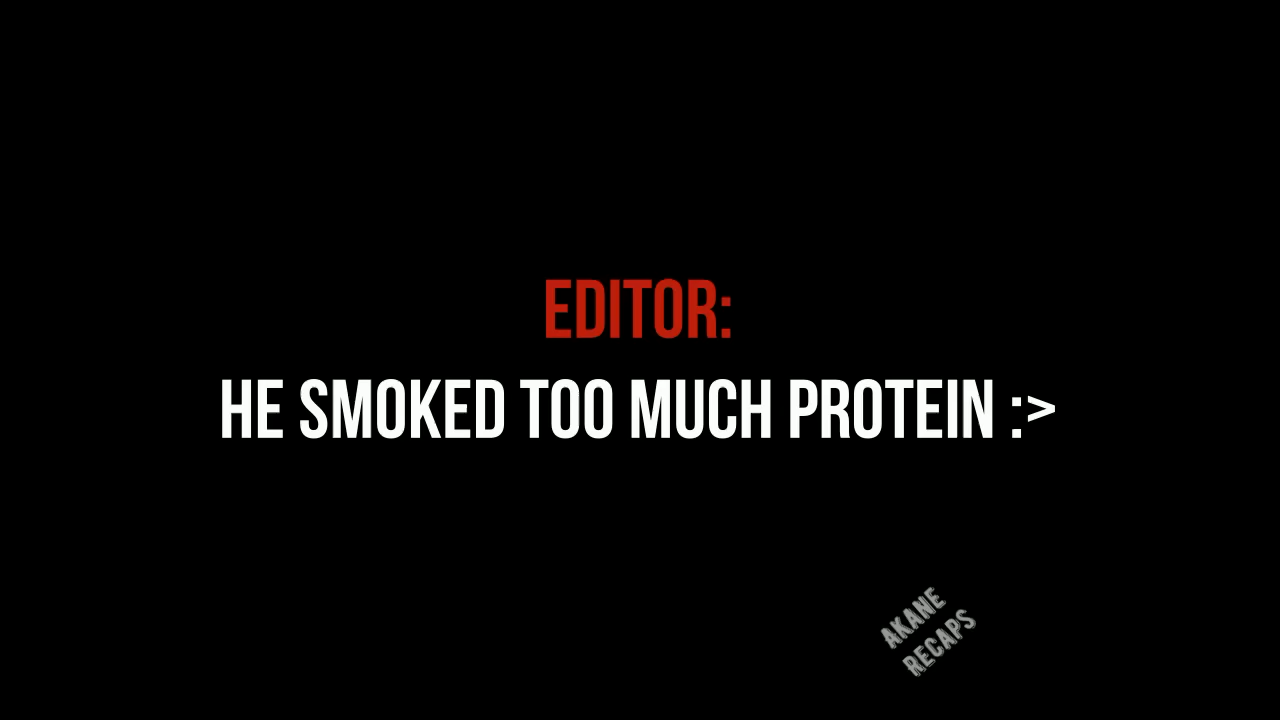 EDITOR:
HE SMOKED TOO MUCH PROTEIN :>
AKANE
RECAPS